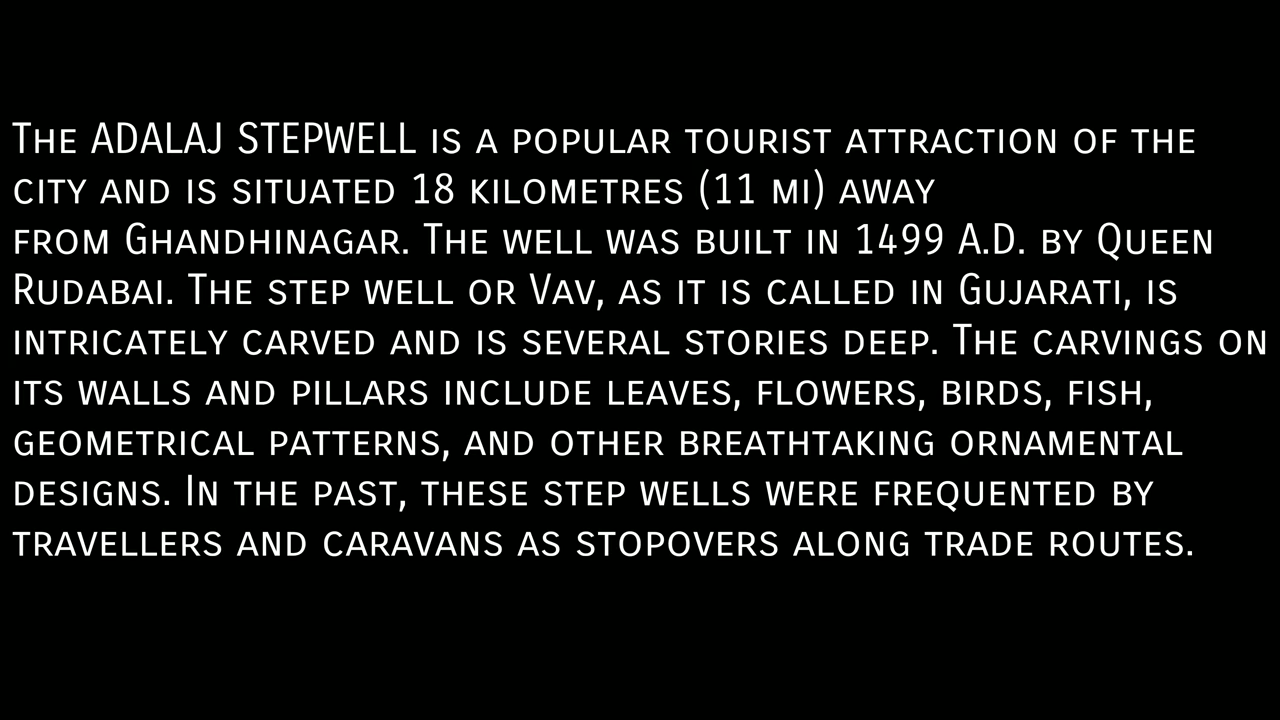 The ADALAJ STEPWELL is a popular tourist attraction of the
city and is situated 18 kilometres (11 mi) away
from Ghandhinagar. The well was built in 1499 A.D. by Queen
Rudabai. The step well or Vav, as it is called in Gujarati, is
intricately carved and is several stories deep. The carvings on
its walls and pillars include leaves, flowers, birds, fish,
geometrical patterns, and other breathtaking ornamental
designs. In the past, these step wells were frequented by
travellers and caravans as stopovers along trade routes.